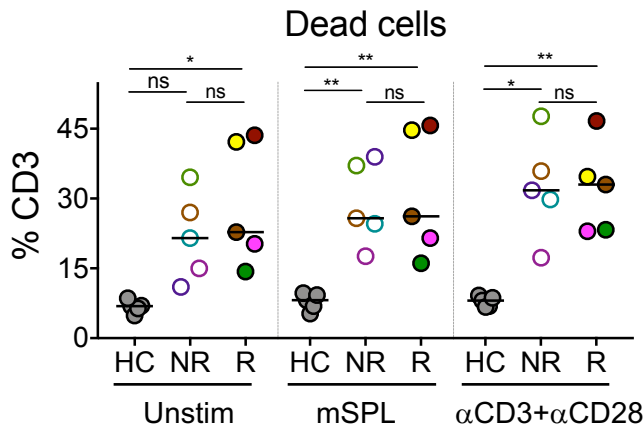 Dead cells
* ** **
ns ** *
ns ns ns
% CD3
45
30
15
0
HC NR R HC NR R HC NR R
Unstim mSPL αCD3+αCD28